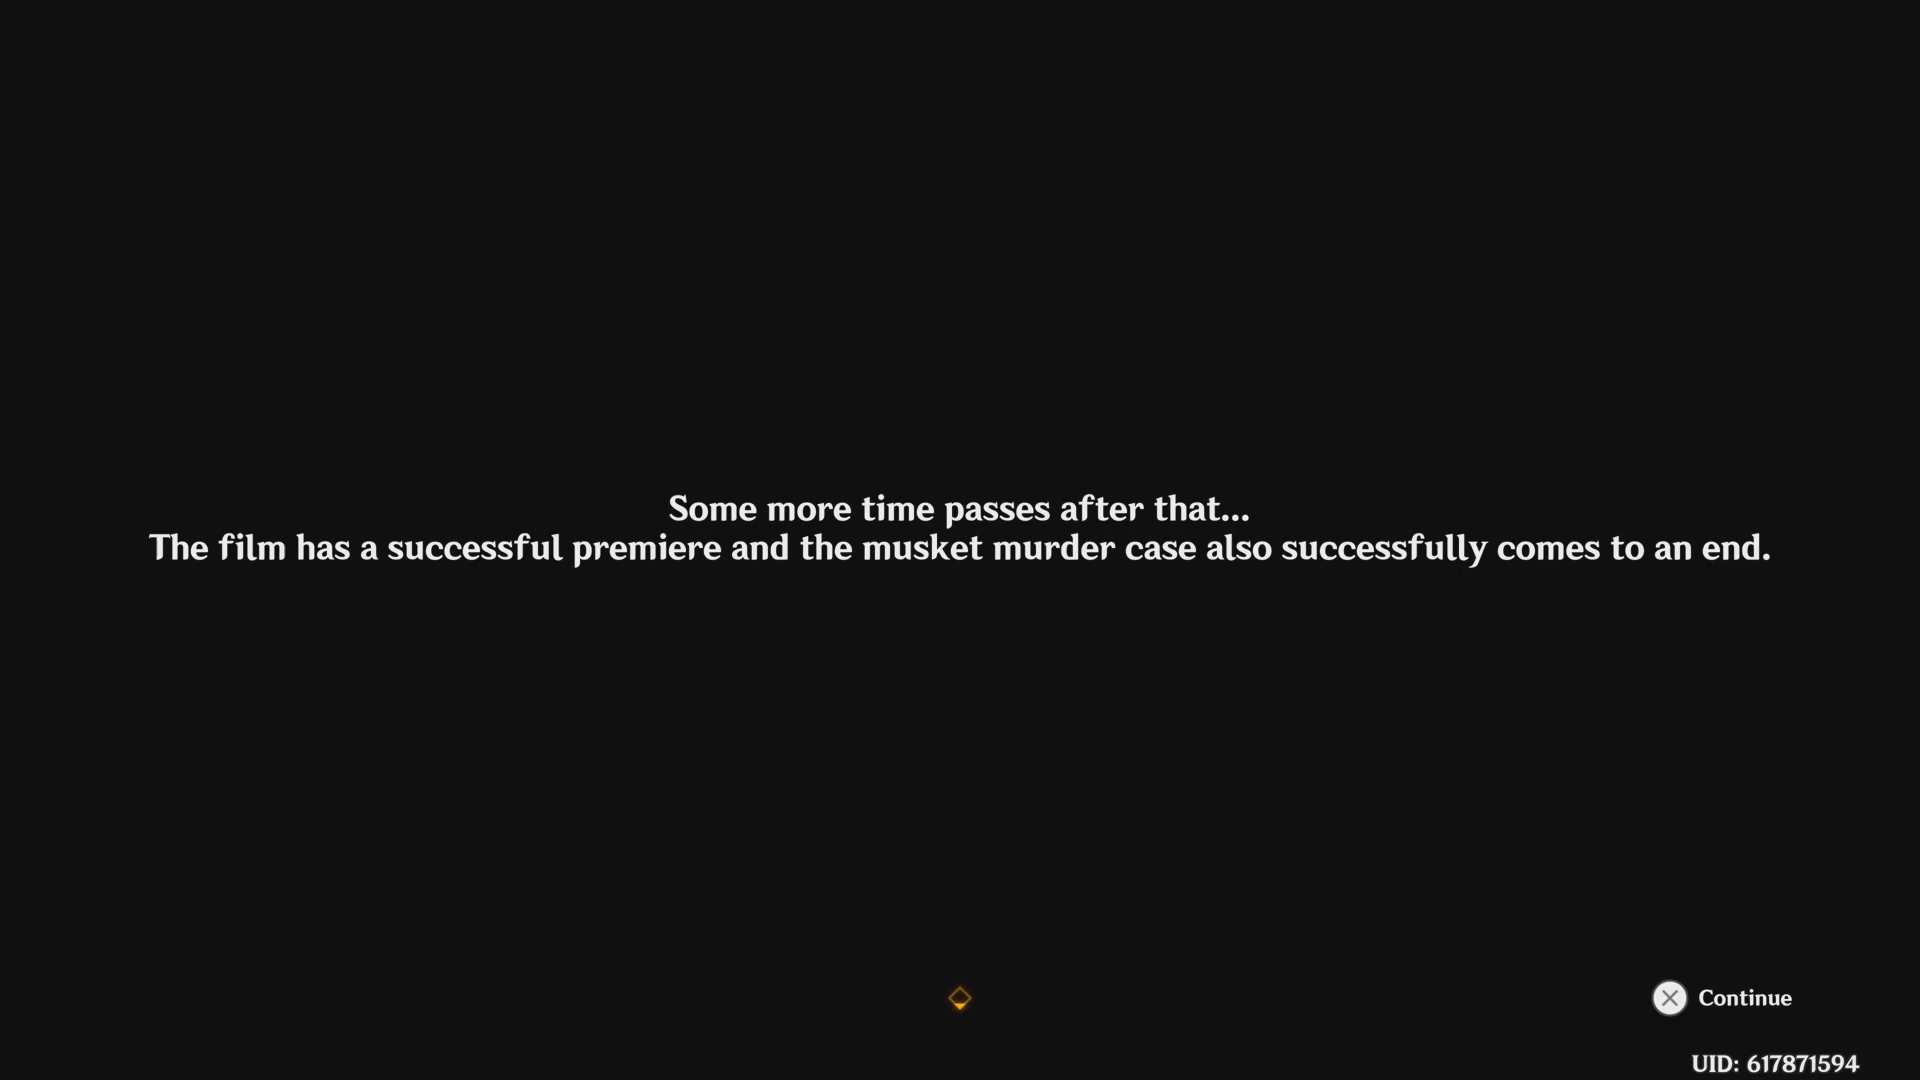 Some more time passes after that...
The film has a successful premiere and the musket murder case also successfully comes to an end.
Continue
UID: 617871594